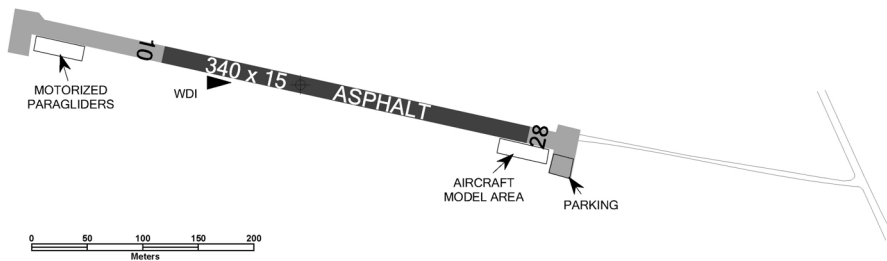 10
340 x 15
ASPHALT
28
MOTORIZED
PARAGLIDERS
WDI
AIRCRAFT
MODEL AREA
PARKING
0 50 100 150 200
Meters